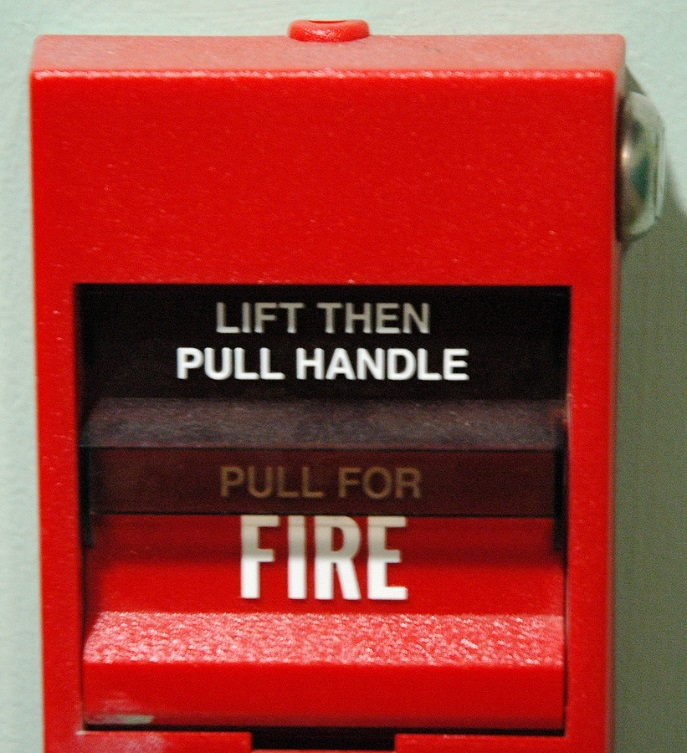 LIFT THEN
PULL HANDLE
PULL FOR
FIRE